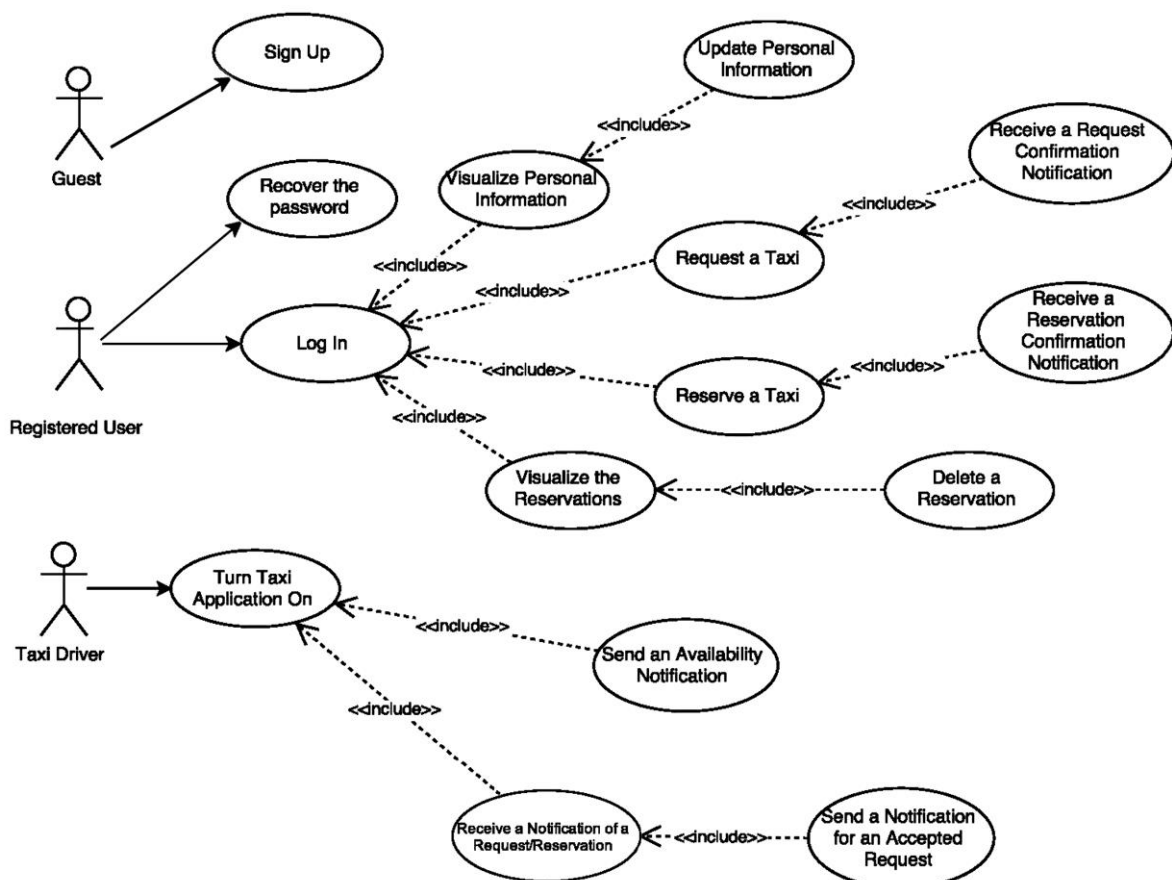 Sign Up
Guest
Update Personal
Information
<<include>>
Receive a Request
Confirmation
Notification
Recover the
password
Visualize Personal
Information
<<include>>
<<include>>
Request a Taxi
<<include>>
Receive a
Reservation
Confirmation
Notification
Log In
<<include>>
<<include>>
Reserve a Taxi
Registered User
<<include>>
Visualize the
Reservations
<<include>>
Delete a
Reservation
Turn Taxi
Application On
Taxi Driver
<<include>>
Send an Availability
Notification
<<include>>
Receive a Notification of a
Request/Reservation
<<include>>
Send a Notification
for an Accepted
Request